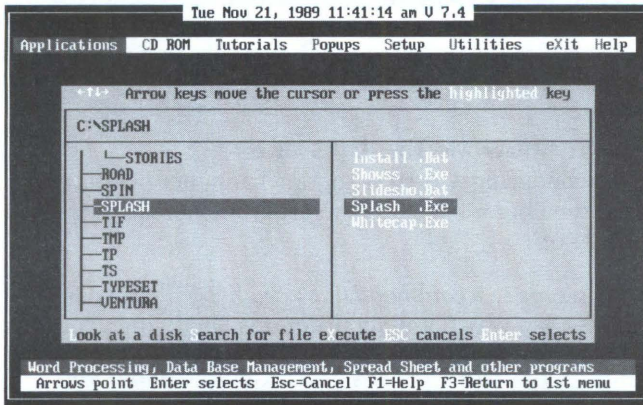 Tue Nov 21, 1989 11:41:14 am V 7.4
Applications CD ROM Tutorials Popups Setup Utilities eXit Help
←↑↓→ Arrow keys move the cursor or press the highlighted key
C:\SPLASH
STORIES
ROAD
SPIN
SPLASH
TIF
TMP
TP
TS
TYPESET
VENTURA
Install .Bat
Showss .Exe
Slidesho.Bat
Splash .Exe
Whitecap.Exe
Look at a disk Search for file eXecute ESC cancels Enter selects
Word Processing, Data Base Management, Spread Sheet and other programs
Arrows point Enter selects Esc=Cancel F1=Help F3=Return to 1st menu